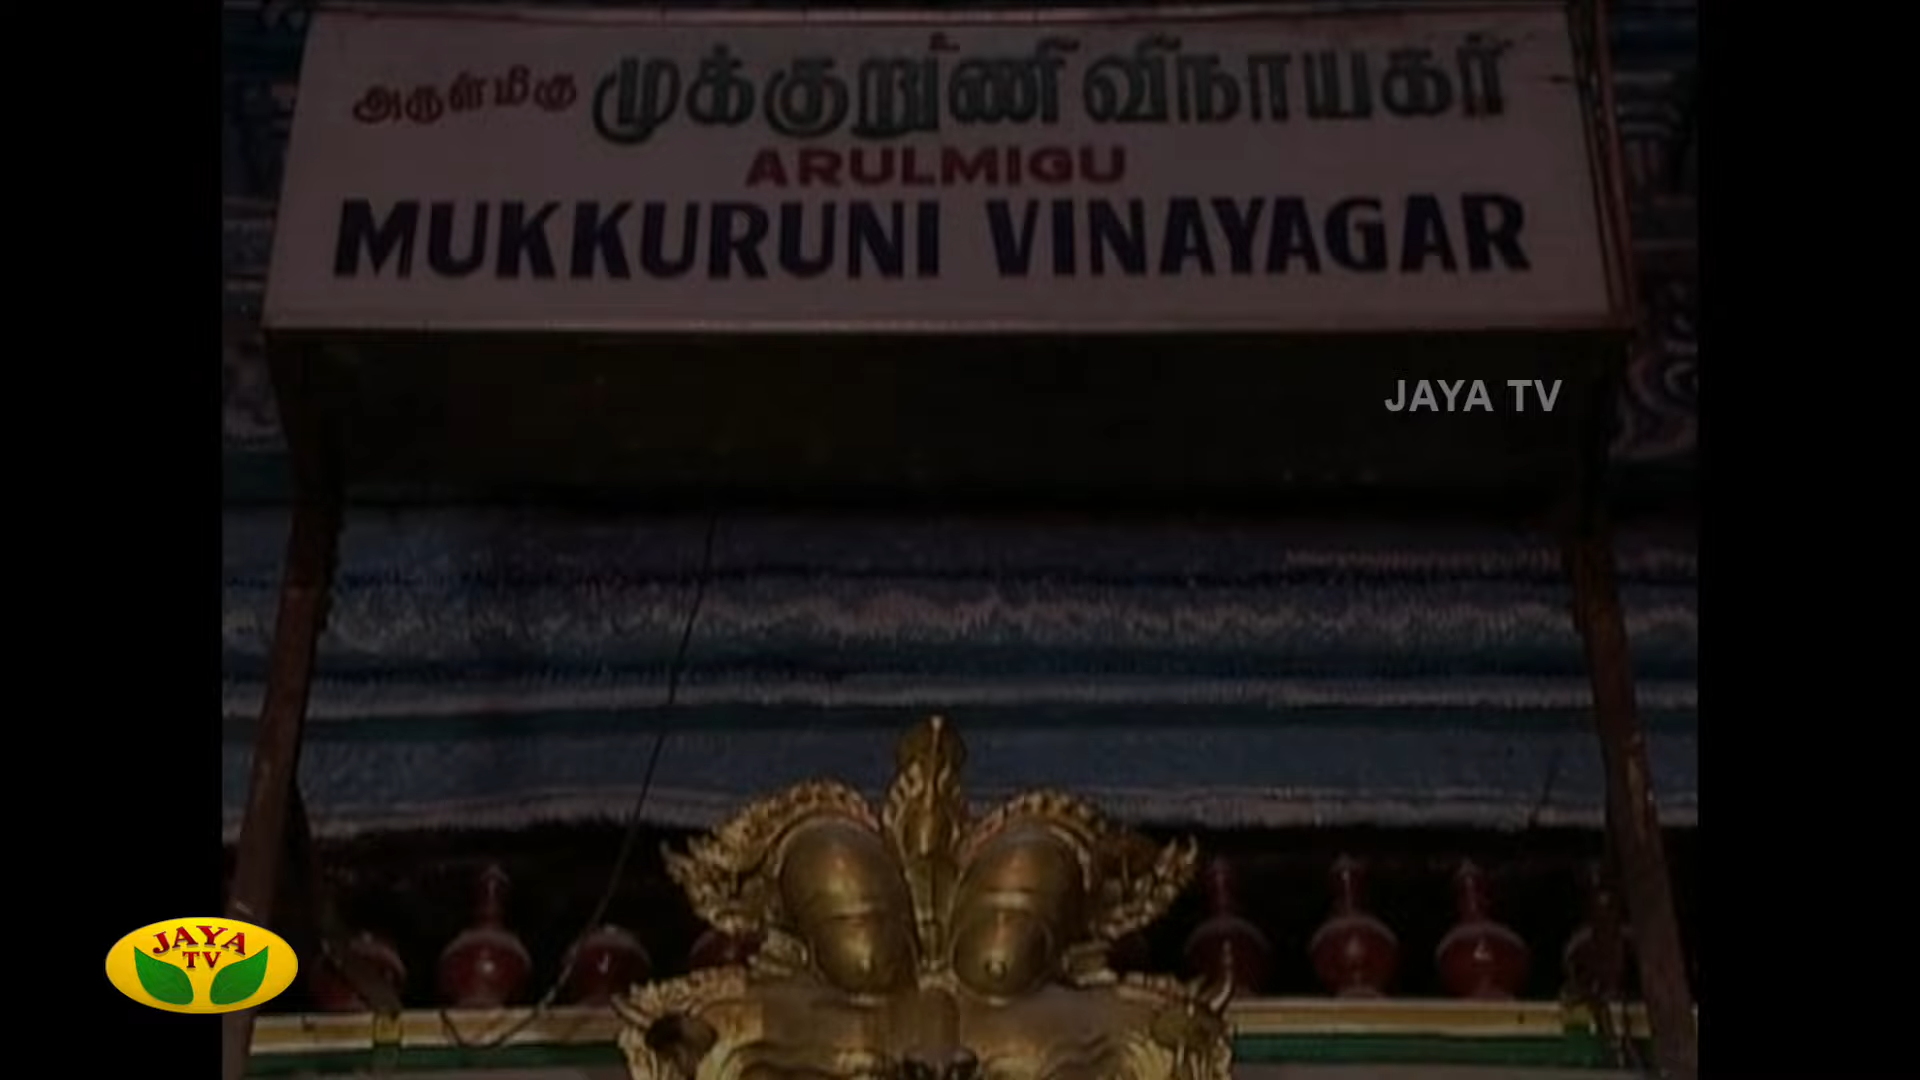 அருள்மிகு முக்குறுணி விநாயகர்
ARULMIGU
MUKKURUNI VINAYAGAR
JAYA TV
JAYA
TV